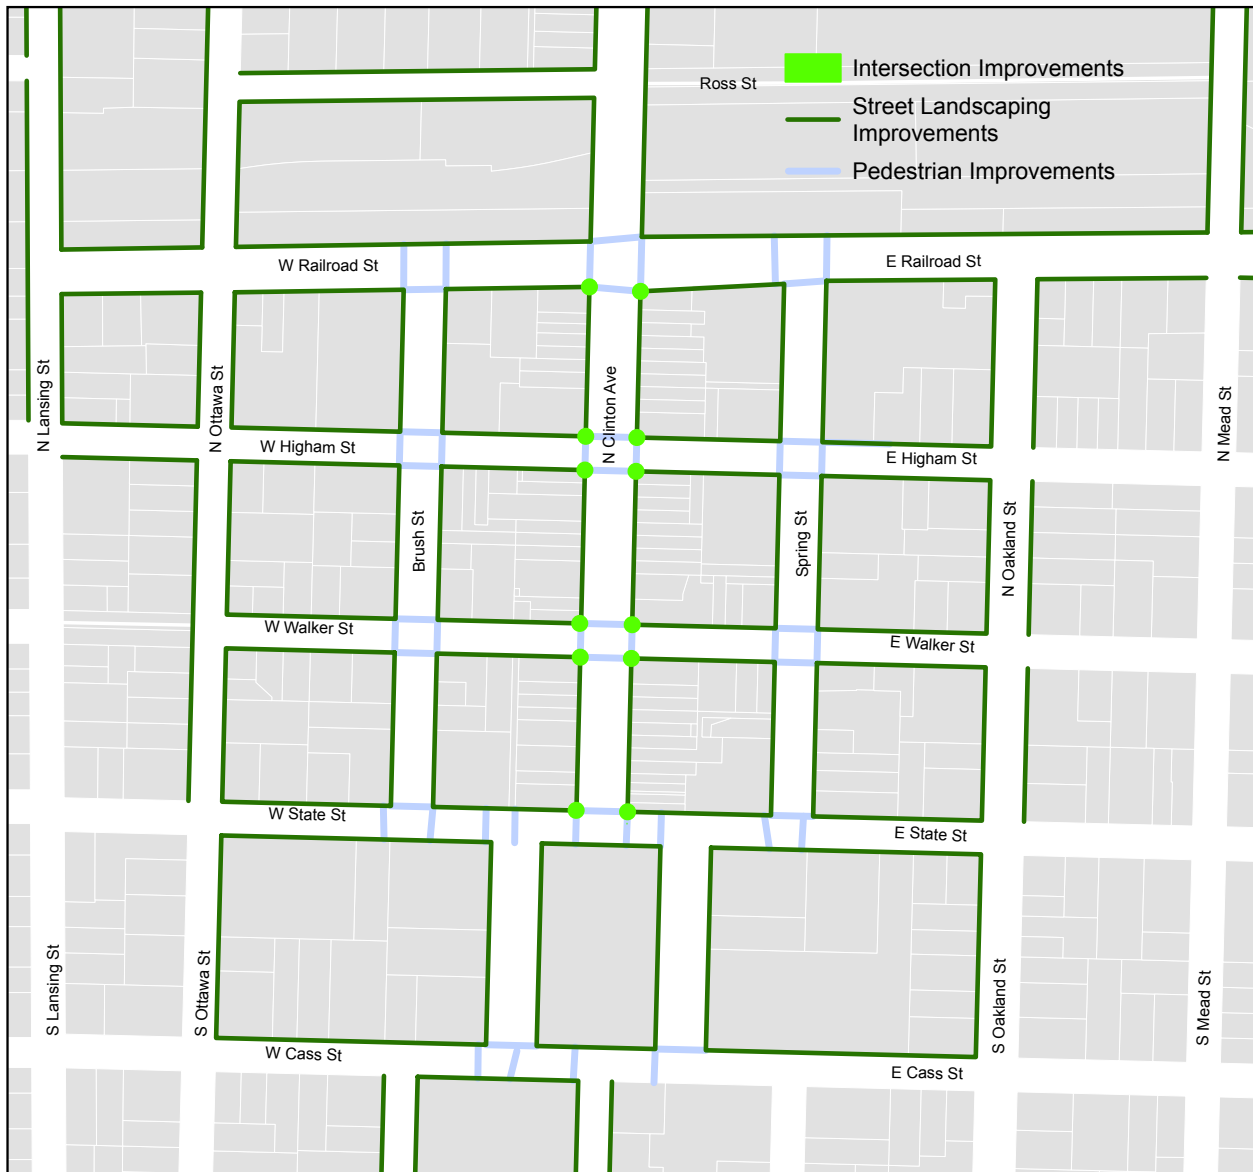 Intersection Improvements
Ross St
Street Landscaping
Improvements
Pedestrian Improvements
W Railroad St
E Railroad St
N Lansing St
N Ottawa St
N Clinton Ave
N Mead St
W Higham St
E Higham St
Brush St
Spring St
N Oakland St
W Walker St
E Walker St
W State St
E State St
S Lansing St
S Ottawa St
S Oakland St
S Mead St
W Cass St
E Cass St